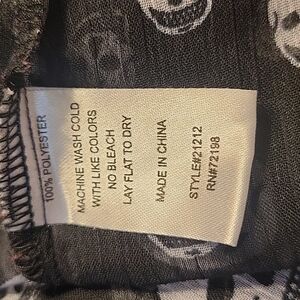 100% POLYESTER
MACHINE WASH COLD
WITH LIKE COLORS
NO BLEACH
LAY FLAT TO DRY
MADE IN CHINA
STYLE#21212
RN#72198